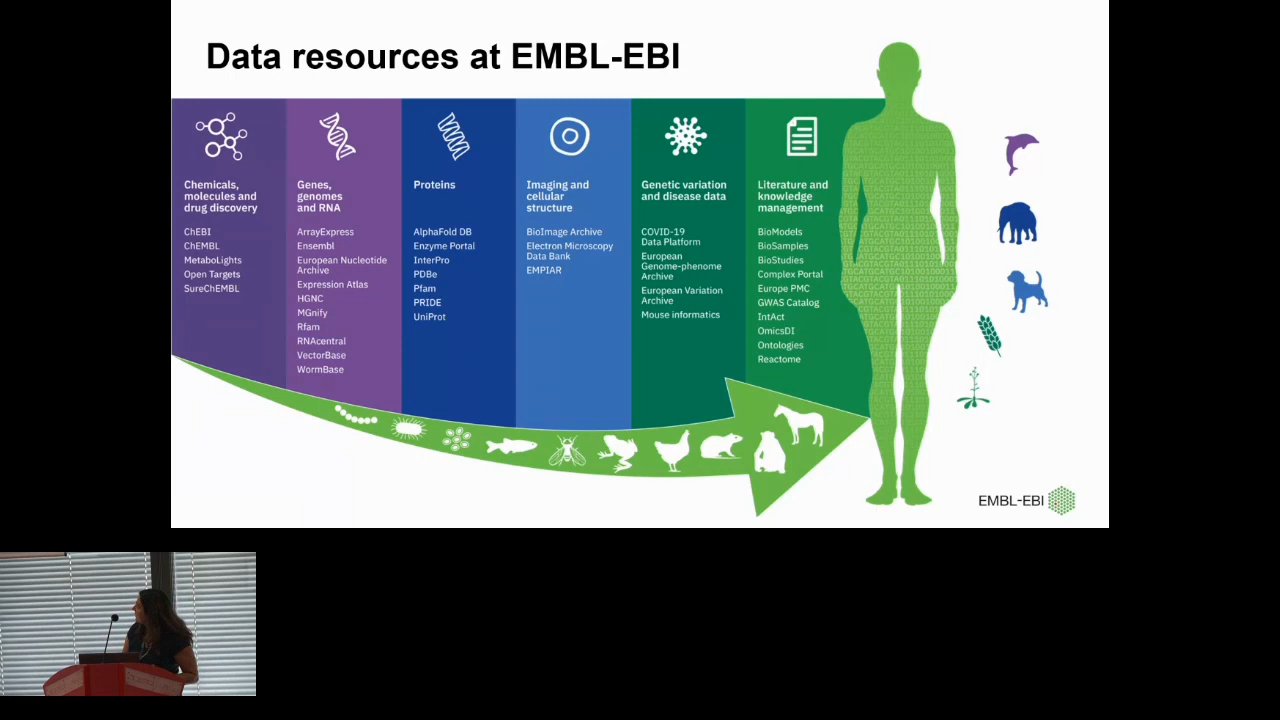 Data resources at EMBL-EBI
Chemicals,
molecules and
drug discovery
ChEBI
ChEMBL
MetaboLights
Open Targets
SureChEMBL
Genes,
genomes
and RNA
ArrayExpress
Ensembl
European Nucleotide
Archive
Expression Atlas
HGNC
MGnify
Rfam
RNAcentral
VectorBase
WormBase
Proteins
AlphaFold DB
Enzyme Portal
InterPro
PDBe
Pfam
PRIDE
UniProt
Imaging and
cellular
structure
BioImage Archive
Electron Microscopy
Data Bank
EMPIAR
Genetic variation
and disease data
COVID-19
Data Platform
European
Genome-phenome
Archive
European Variation
Archive
Mouse informatics
Literature and
knowledge
management
BioModels
BioSamples
BioStudies
Complex Portal
Europe PMC
GWAS Catalog
IntAct
OmicsDI
Ontologies
Reactome
EMBL-EBI